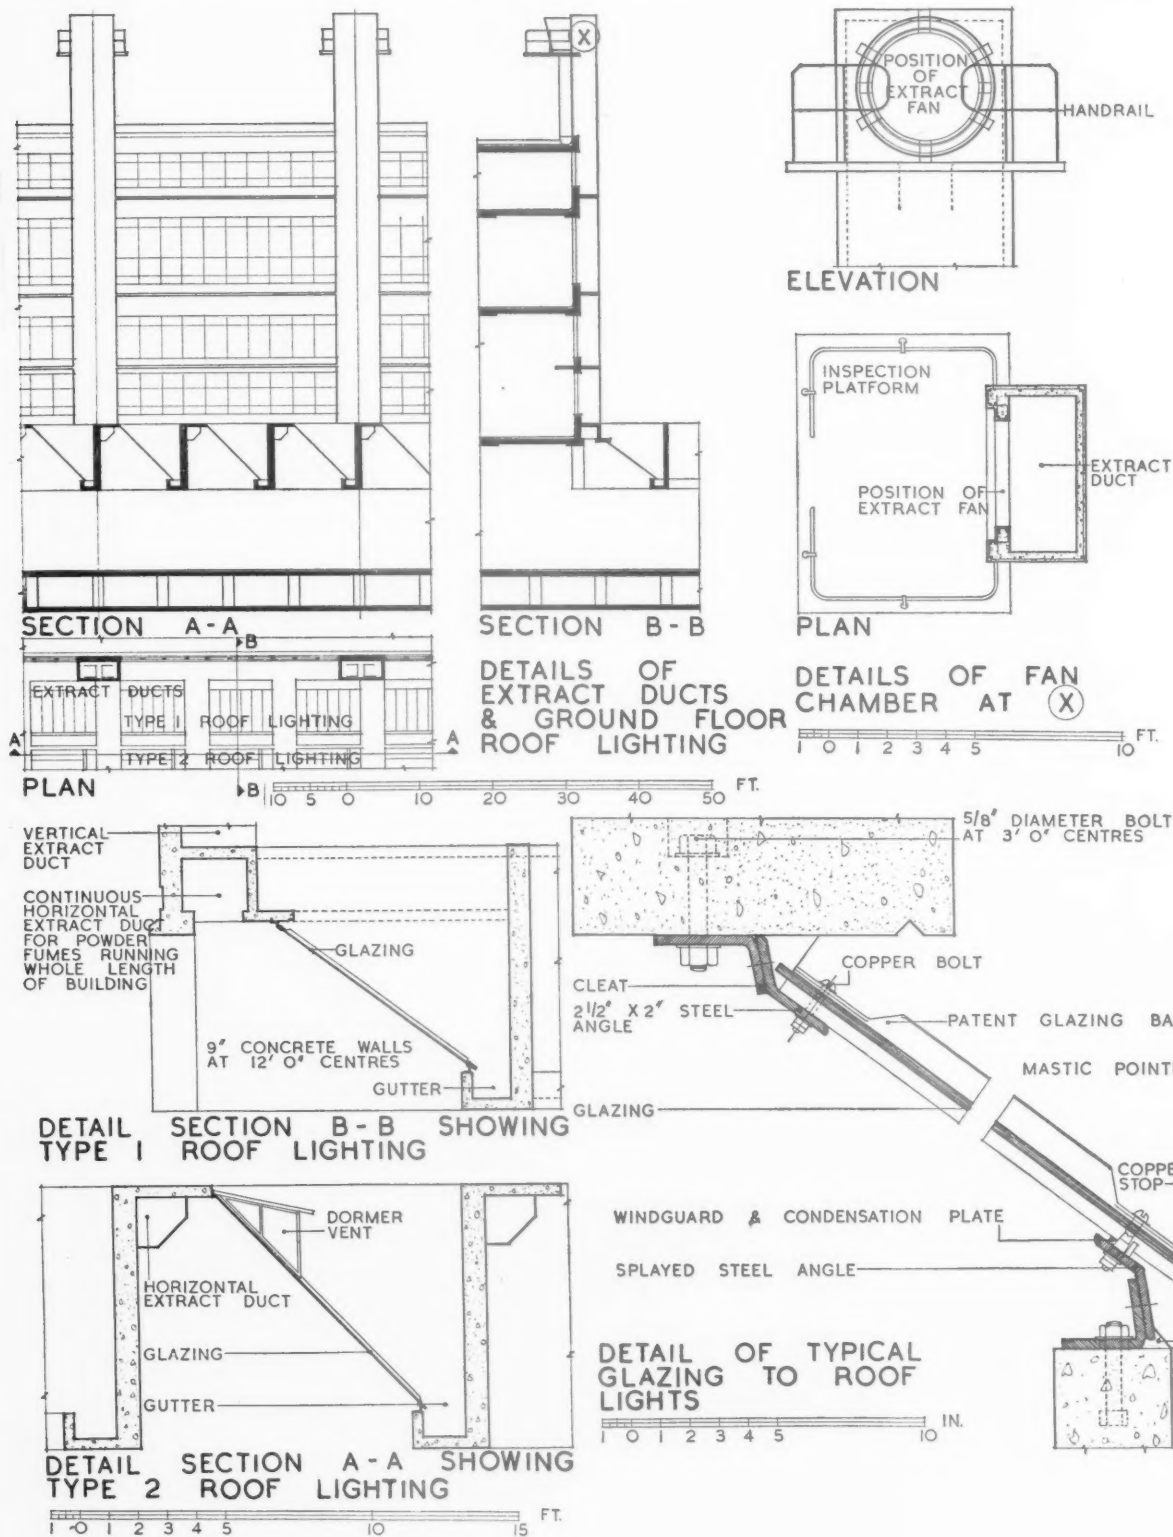 X
POSITION
OF
EXTRACT
FAN
HANDRAIL
ELEVATION
INSPECTION
PLATFORM
EXTRACT
DUCT
POSITION OF
EXTRACT FAN
PLAN
DETAILS OF FAN
CHAMBER AT X
1 0 1 2 3 4 5 10 FT.
SECTION A-A
SECTION B-B
DETAILS OF
EXTRACT DUCTS
& GROUND FLOOR
ROOF LIGHTING
B
EXTRACT DUCTS
TYPE 1 ROOF LIGHTING
A A
TYPE 2 ROOF LIGHTING
PLAN
B
10 5 0 10 20 30 40 50 FT.
VERTICAL
EXTRACT
DUCT
CONTINUOUS
HORIZONTAL
EXTRACT DUCT
FOR POWDER
FUMES RUNNING
WHOLE LENGTH
OF BUILDING
GLAZING
9" CONCRETE WALLS
AT 12' 0" CENTRES
GUTTER
DETAIL SECTION B-B SHOWING
TYPE 1 ROOF LIGHTING
5/8" DIAMETER BOLT
AT 3' 0" CENTRES
COPPER BOLT
CLEAT
2 1/2" X 2" STEEL
ANGLE
PATENT GLAZING BA
MASTIC POINTI
GLAZING
COPPE
STOP
WINDGUARD & CONDENSATION PLATE
SPLAYED STEEL ANGLE
DETAIL OF TYPICAL
GLAZING TO ROOF
LIGHTS
1 0 1 2 3 4 5 10 IN.
DORMER
VENT
HORIZONTAL
EXTRACT DUCT
GLAZING
GUTTER
DETAIL SECTION A-A SHOWING
TYPE 2 ROOF LIGHTING
1 0 1 2 3 4 5 10 15 FT.